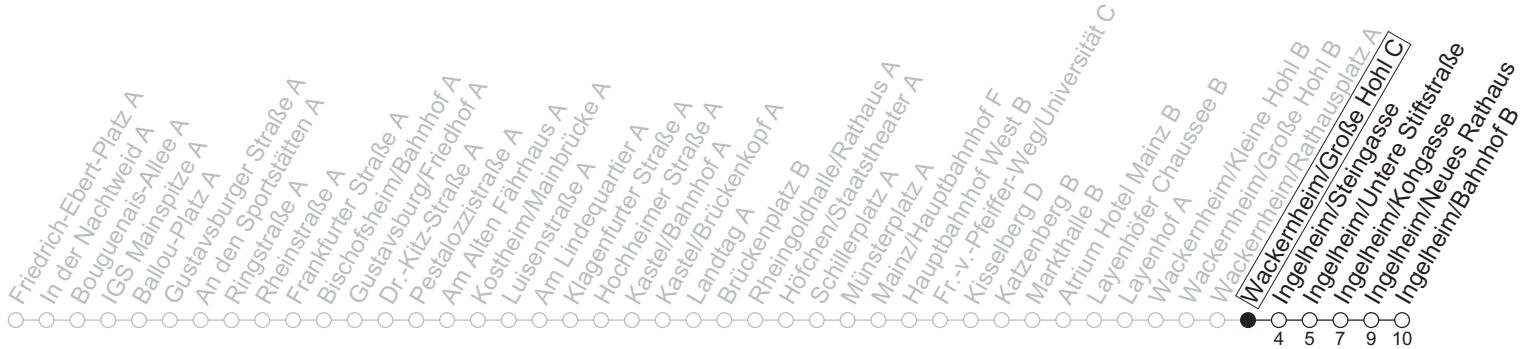 Friedrich-Ebert-Platz A
In der Nachtweid A
Bouguenais-Allee A
IGS Mainspitze A
Ballou-Platz A
Gustavsburger Straße A
An den Sportstätten A
Ringstraße A
Rheinstraße A
Frankfurter Straße A
Bischofsheim/Bahnhof A
Gustavsburg/Friedhof A
Dr.-Kitz-Straße A
Pestalozzistraße A
Am Alten Fährhaus A
Kostheim/Mainbrücke A
Luisenstraße A
Am Lindequartier A
Klagenfurter Straße A
Hochheimer Straße A
Kastel/Bahnhof A
Kastel/Brückenkopf A
Landtag A
Brückenplatz B
Rheingoldhalle/Rathaus A
Höfchen/Staatstheater A
Schillerplatz A
Münsterplatz A
Mainz/Hauptbahnhof F
Hauptbahnhof West B
Fr.-v.-Pfeiffer-Weg/Universität C
Kisselberg D
Katzenberg B
Markthalle B
Atrium Hotel Mainz B
Layenhöfer Chaussee B
Layenhof A
Wackernheim/Kleine Hohl B
Wackernheim/Große Hohl B
Wackernheim/Rathausplatz A
Wackernheim/Große Hohl C
Ingelheim/Steingasse
Ingelheim/Untere Stiftstraße
Ingelheim/Kohgasse
Ingelheim/Neues Rathaus
Ingelheim/Bahnhof B
4 5 7 9 10